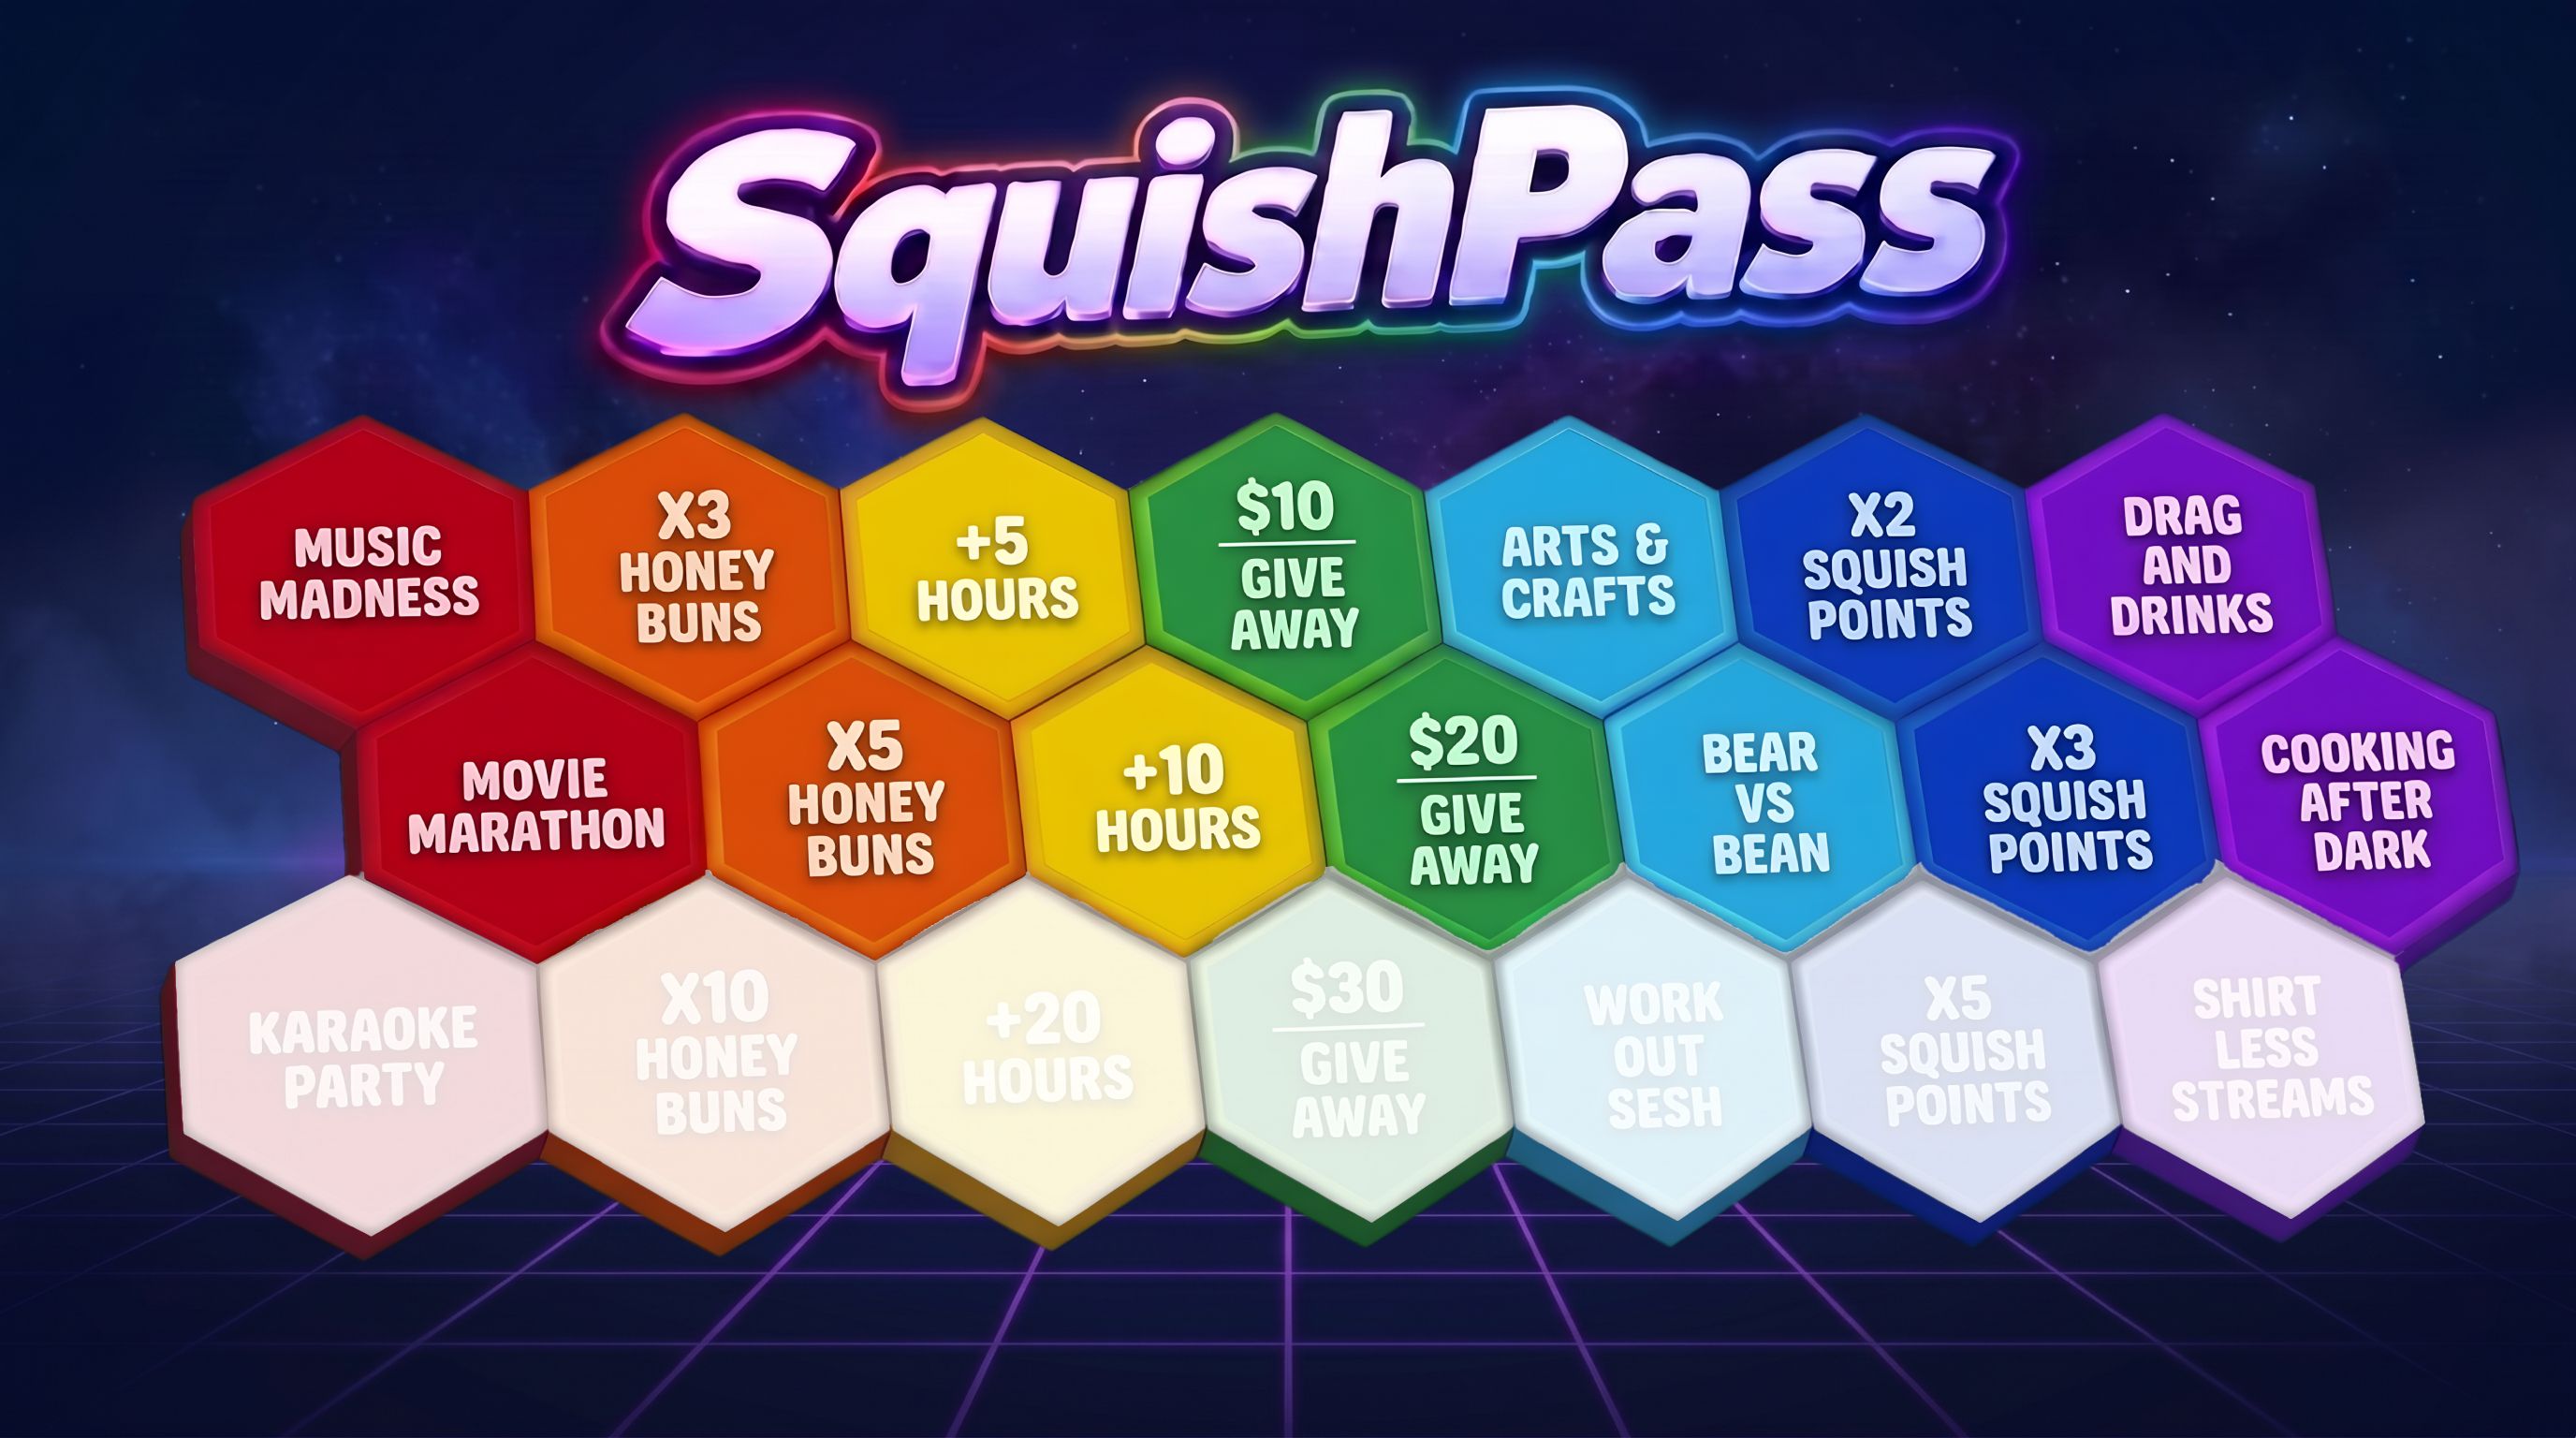 SquishPass
MUSIC
MADNESS
X3
HONEY
BUNS
+5
HOURS
$10
GIVE
AWAY
ARTS &
CRAFTS
X2
SQUISH
POINTS
DRAG
AND
DRINKS
MOVIE
MARATHON
X5
HONEY
BUNS
+10
HOURS
$20
GIVE
AWAY
BEAR
VS
BEAN
X3
SQUISH
POINTS
COOKING
AFTER
DARK
KARAOKE
PARTY
X10
HONEY
BUNS
+20
HOURS
$30
GIVE
AWAY
WORK
OUT
SESH
X5
SQUISH
POINTS
SHIRT
LESS
STREAMS